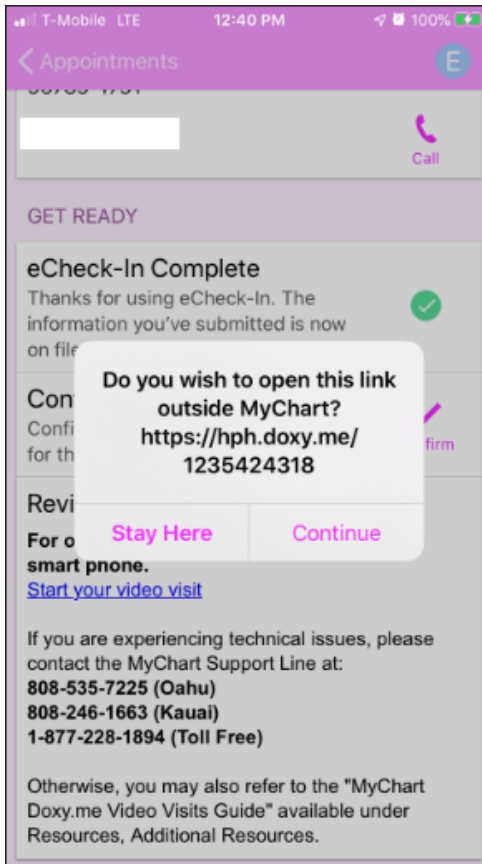 T-Mobile LTE 12:40 PM 100%
Appointments E
Call
GET READY
eCheck-In Complete
Thanks for using eCheck-In. The
information you've submitted is now
on file
Do you wish to open this link
outside MyChart?
https://hph.doxy.me/
1235424318
Stay Here Continue
Con
Confi firm
for th
Revi
For o
smart phone.
Start your video visit
If you are experiencing technical issues, please
contact the MyChart Support Line at:
808-535-7225 (Oahu)
808-246-1663 (Kauai)
1-877-228-1894 (Toll Free)
Otherwise, you may also refer to the "MyChart
Doxy.me Video Visits Guide" available under
Resources, Additional Resources.